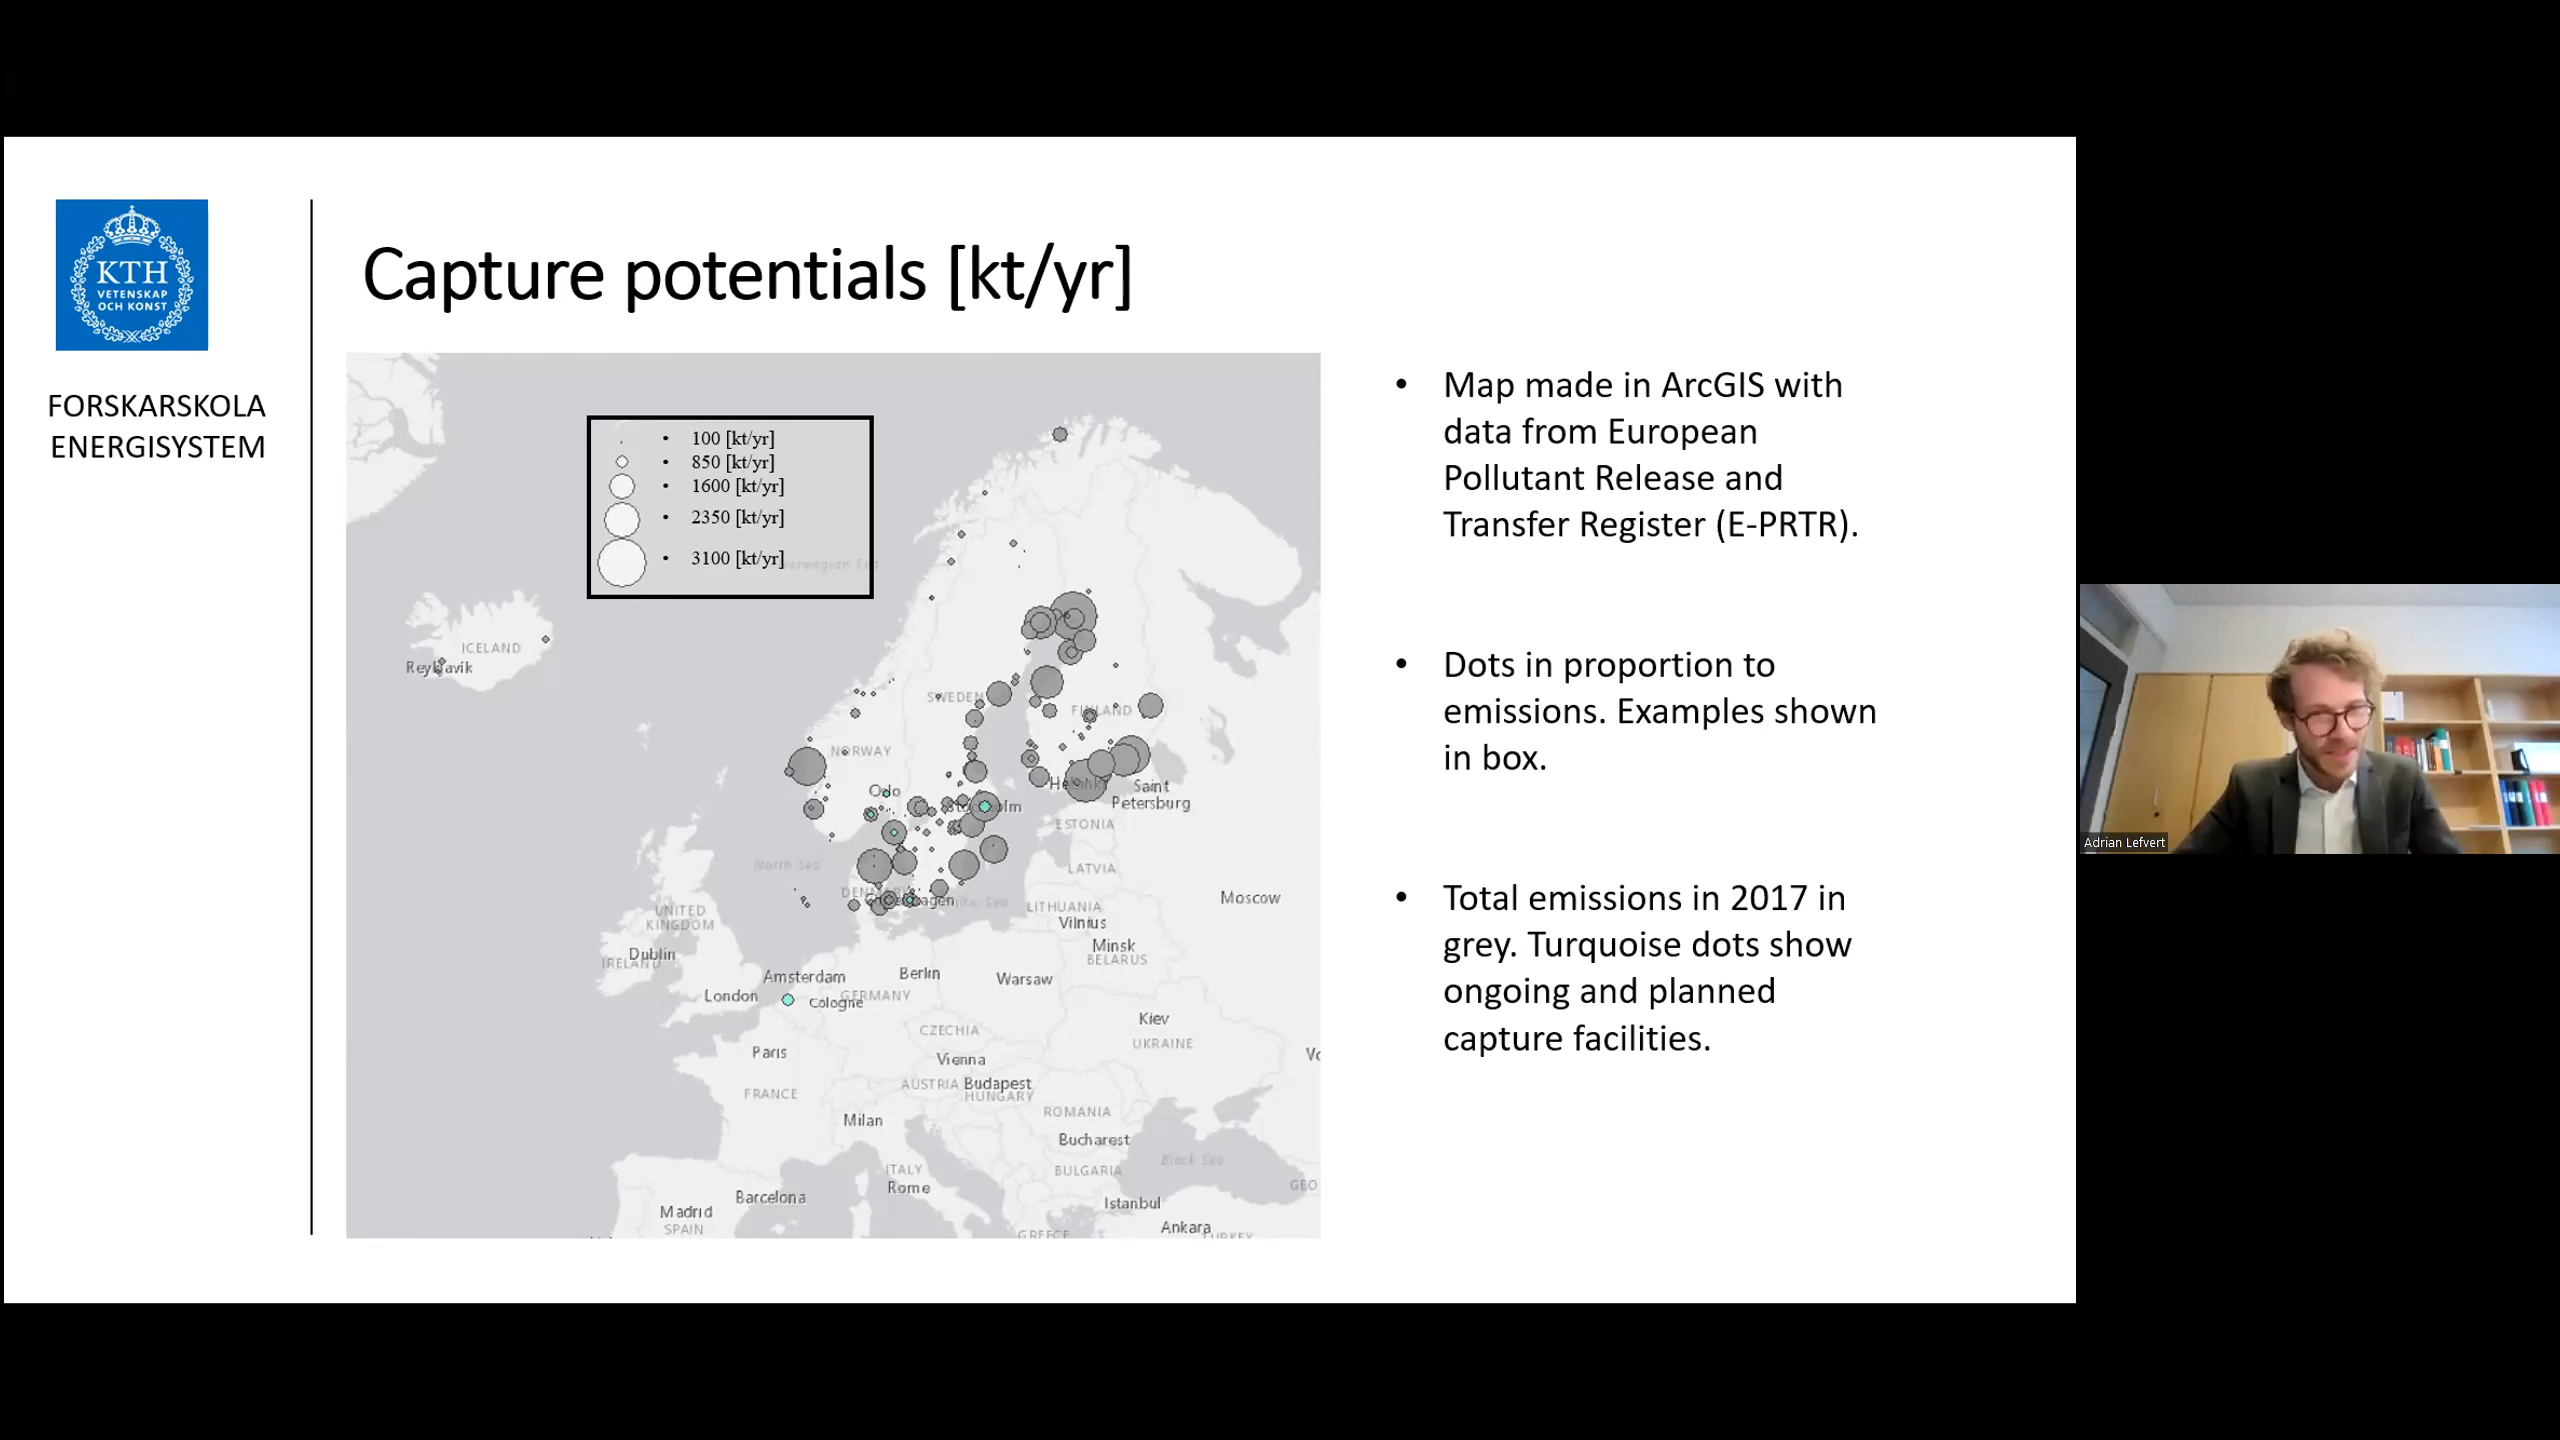 KTH
VETENSKAP
OCH KONST
FORSKARSKOLA
ENERGISYSTEM
Capture potentials [kt/yr]
• 100 [kt/yr]
• 850 [kt/yr]
• 1600 [kt/yr]
• 2350 [kt/yr]
• 3100 [kt/yr]
Norwegian Sea
ICELAND
Reykjavik
SWEDEN
FINLAND
NORWAY
Oslo
Stockholm
Helsinki
Saint
Petersburg
ESTONIA
North Sea
LATVIA
DENMARK
Copenhagen
Baltic Sea
LITHUANIA
Moscow
Vilnius
UNITED
KINGDOM
Minsk
BELARUS
Dublin
IRELAND
Amsterdam
Berlin
Warsaw
London
Cologne
GERMANY
Kiev
CZECHIA
UKRAINE
Paris
Vienna
FRANCE
AUSTRIA
Budapest
HUNGARY
ROMANIA
Milan
Bucharest
BULGARIA
Black Sea
ITALY
Rome
GEO
Barcelona
Istanbul
Madrid
SPAIN
Ankara
GREECE
TURKEY
• Map made in ArcGIS with
data from European
Pollutant Release and
Transfer Register (E-PRTR).
• Dots in proportion to
emissions. Examples shown
in box.
• Total emissions in 2017 in
grey. Turquoise dots show
ongoing and planned
capture facilities.
Adrian Lefvert